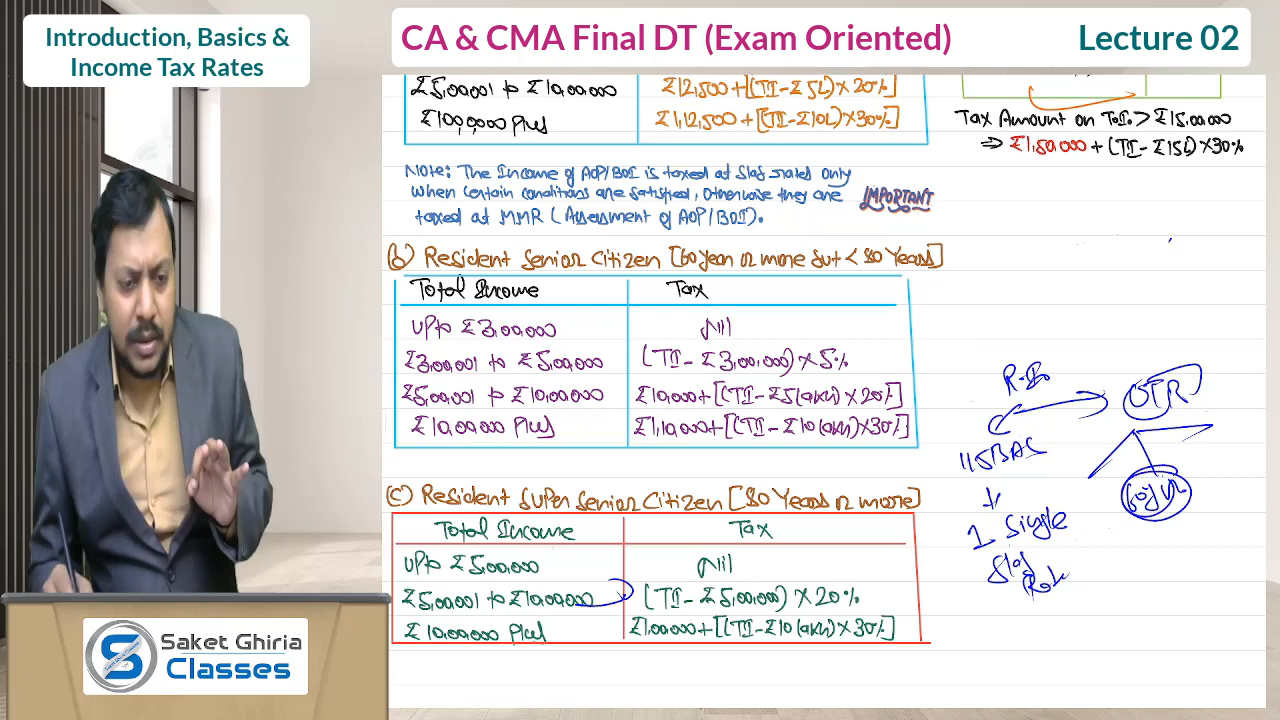 Introduction, Basics &
Income Tax Rates
CA & CMA Final DT (Exam Oriented)
Lecture 02
₹5,00,001 to ₹10,00,000
₹12,500 + [(TI - ₹5L) × 20%]
₹10,00,000 Plus
₹1,12,500 + [(TI - ₹10L) × 30%]
Tax Amount on T.I. > ₹15,00,000
⇒ ₹1,50,000 + (TI - ₹15L) × 30%
Note: The Income of AOP/BOI is taxed at Slab rates only
when certain conditions are satisfied, otherwise they are
taxed at MMR (Assessment of AOP/BOI).
IMPORTANT
(b) Resident Senior Citizen [60 year or more but < 80 Years]
Total Income
Tax
upto ₹3,00,000
Nil
₹3,00,001 to ₹5,00,000
(TI - ₹3,00,000) × 5%
₹5,00,001 to ₹10,00,000
₹10,000 + [(TI - ₹5 lakh) × 20%]
₹10,00,000 Plus
₹1,10,000 + [(TI - ₹10 lakh) × 30%]
(c) Resident Super Senior Citizen [80 Years or more]
Total Income
Tax
upto ₹5,00,000
Nil
₹5,00,001 to ₹10,00,000
(TI - ₹5,00,000) × 20%
₹10,00,000 Plus
₹1,00,000 + [(TI - ₹10 lakh) × 30%]
OTR
115BAC
1 Single
Slab
Rate
Saket Ghiria
Classes